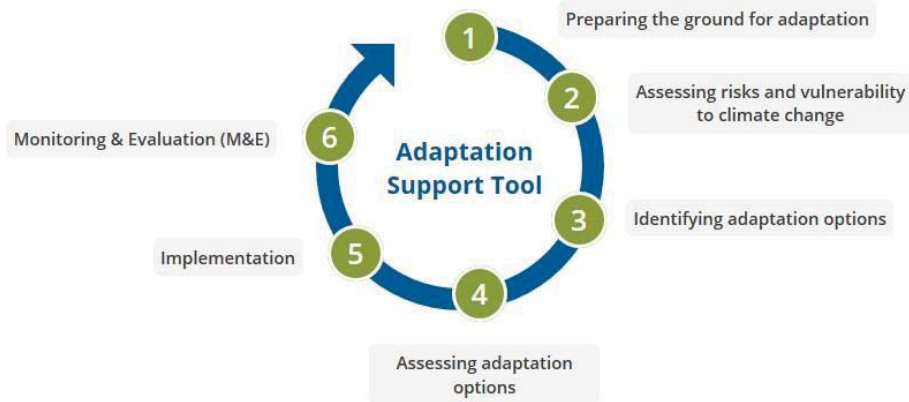 1
Preparing the ground for adaptation
2
Assessing risks and vulnerability
to climate change
3
Identifying adaptation options
4
Assessing adaptation
options
5
Implementation
6
Monitoring & Evaluation (M&E)
Adaptation
Support Tool